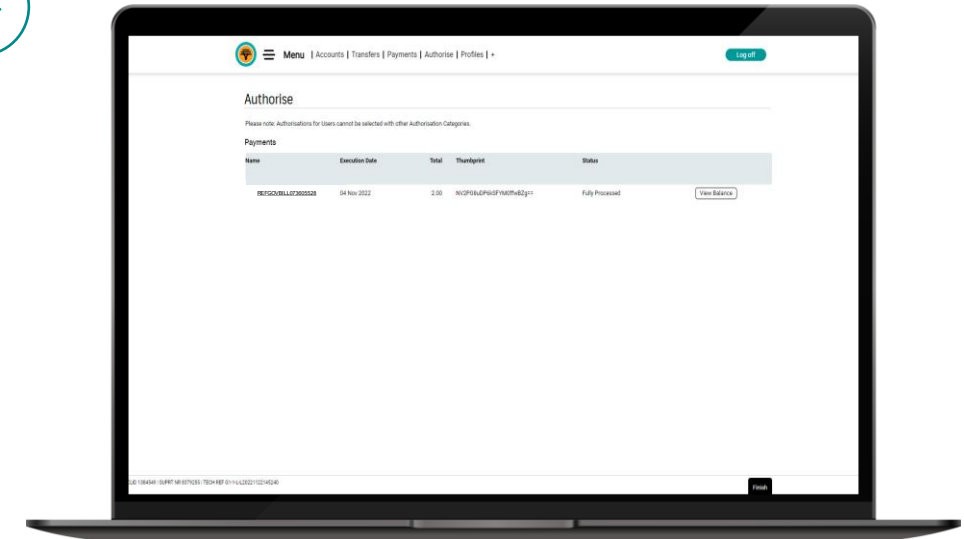 Menu | Accounts | Transfers | Payments | Authorise | Profiles | +
Log off
Authorise
Please note: Authorisations for Users cannot be selected with other Authorisation Categories.
Payments
Name Execution Date Total Thumbprint Status
REFGOVBILL073605528 04 Nov 2022 2.00 Fully Processed View Balance
Finish